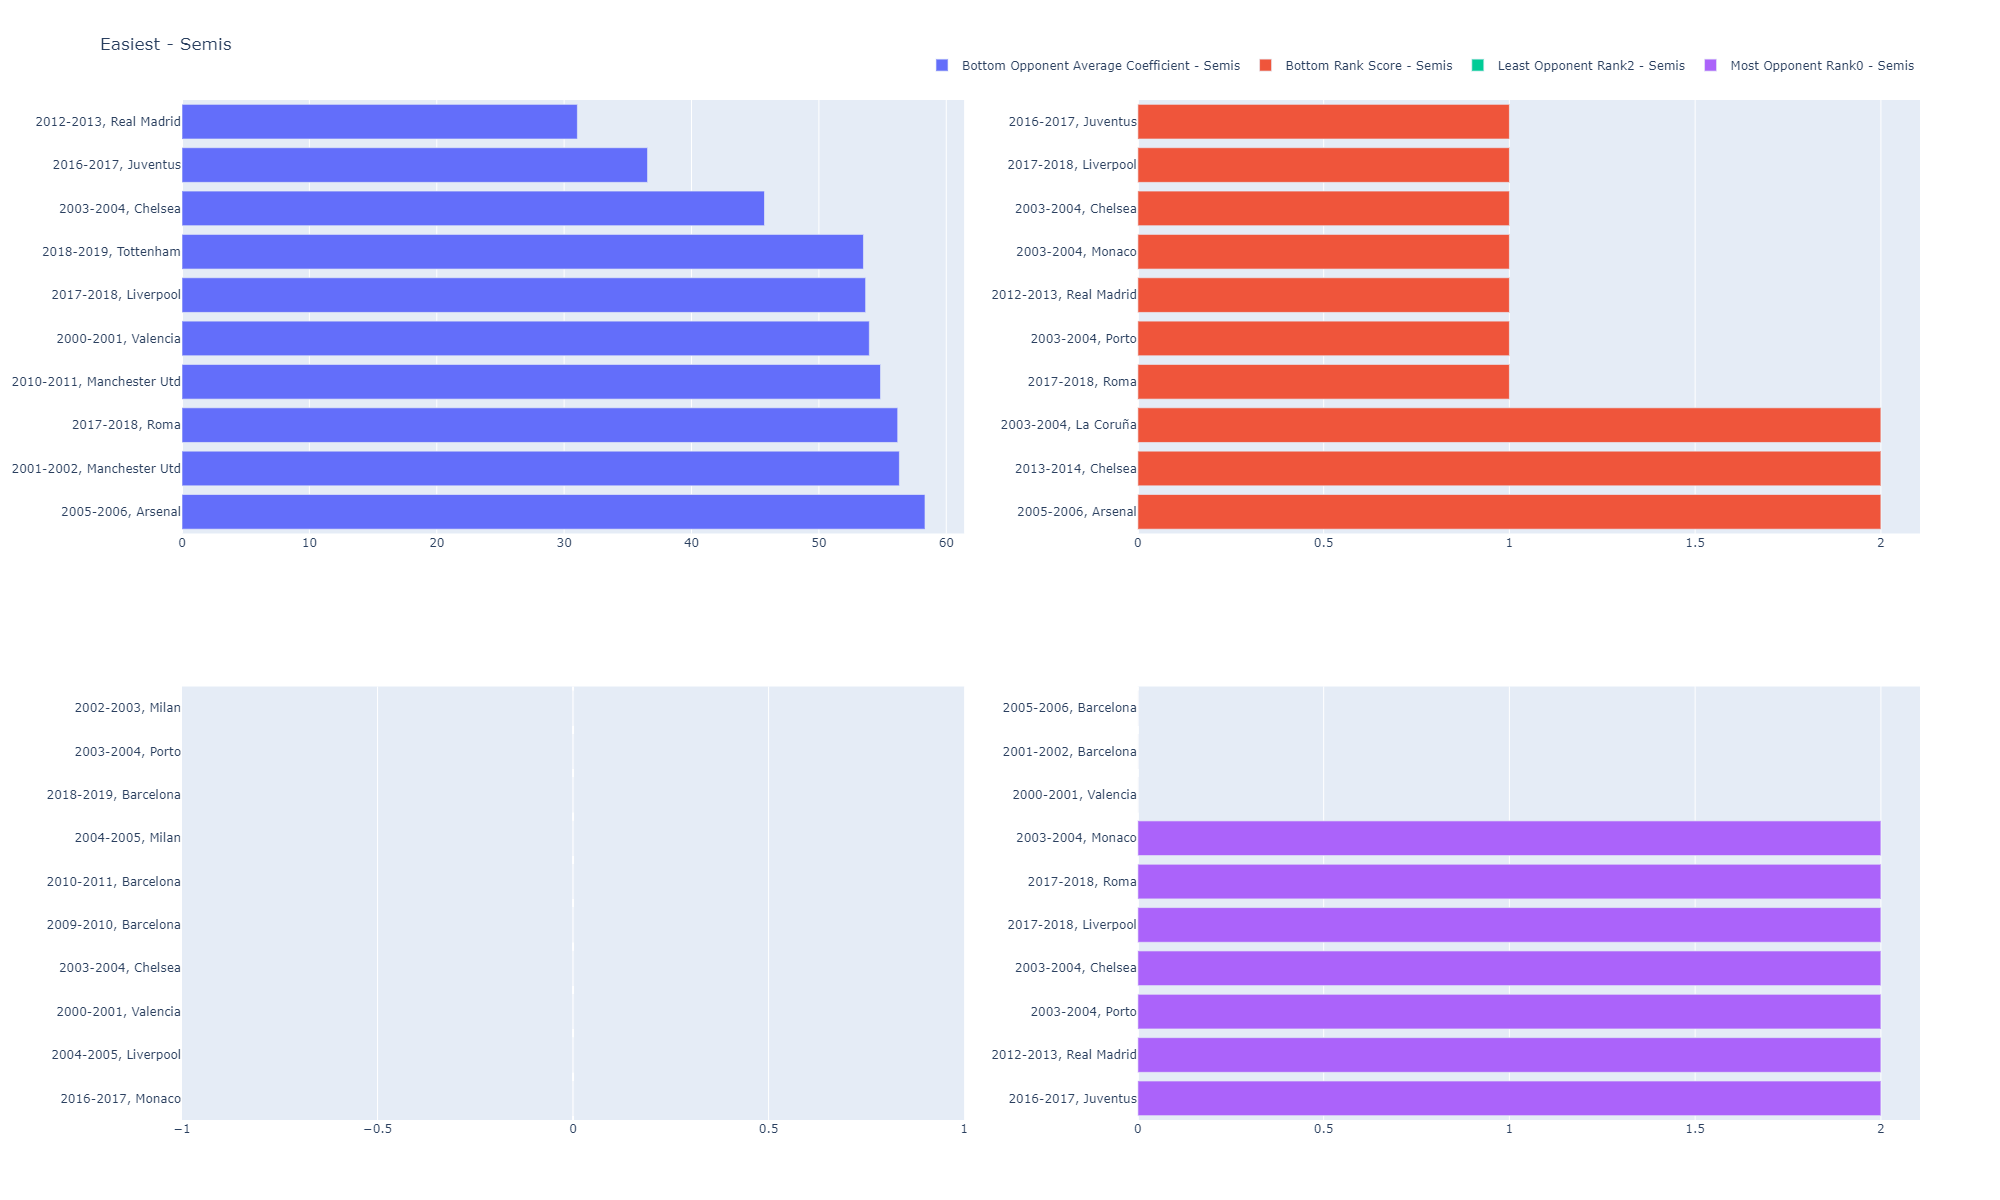 Easiest - Semis
Bottom Opponent Average Coefficient - Semis
Bottom Rank Score - Semis
Least Opponent Rank2 - Semis
Most Opponent Rank0 - Semis
2012-2013, Real Madrid
2016-2017, Juventus
2003-2004, Chelsea
2018-2019, Tottenham
2017-2018, Liverpool
2000-2001, Valencia
2010-2011, Manchester Utd
2017-2018, Roma
2001-2002, Manchester Utd
2005-2006, Arsenal
0 10 20 30 40 50 60
2016-2017, Juventus
2017-2018, Liverpool
2003-2004, Chelsea
2003-2004, Monaco
2012-2013, Real Madrid
2003-2004, Porto
2017-2018, Roma
2003-2004, La Coruña
2013-2014, Chelsea
2005-2006, Arsenal
0 0.5 1 1.5 2
2002-2003, Milan
2003-2004, Porto
2018-2019, Barcelona
2004-2005, Milan
2010-2011, Barcelona
2009-2010, Barcelona
2003-2004, Chelsea
2000-2001, Valencia
2004-2005, Liverpool
2016-2017, Monaco
−1 −0.5 0 0.5 1
2005-2006, Barcelona
2001-2002, Barcelona
2000-2001, Valencia
2003-2004, Monaco
2017-2018, Roma
2017-2018, Liverpool
2003-2004, Chelsea
2003-2004, Porto
2012-2013, Real Madrid
2016-2017, Juventus
0 0.5 1 1.5 2